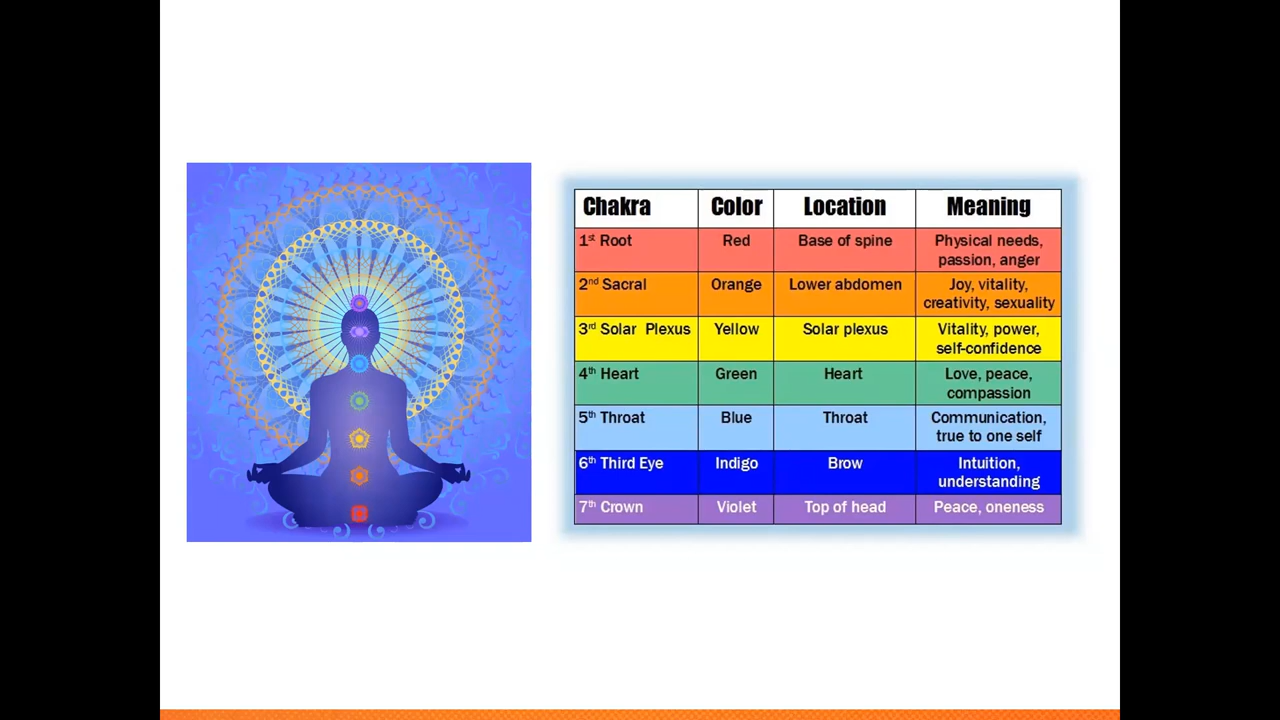 Chakra Color Location Meaning
1st Root Red Base of spine Physical needs,
passion, anger
2nd Sacral Orange Lower abdomen Joy, vitality,
creativity, sexuality
3rd Solar Plexus Yellow Solar plexus Vitality, power,
self-confidence
4th Heart Green Heart Love, peace,
compassion
5th Throat Blue Throat Communication,
true to one self
6th Third Eye Indigo Brow Intuition,
understanding
7th Crown Violet Top of head Peace, oneness